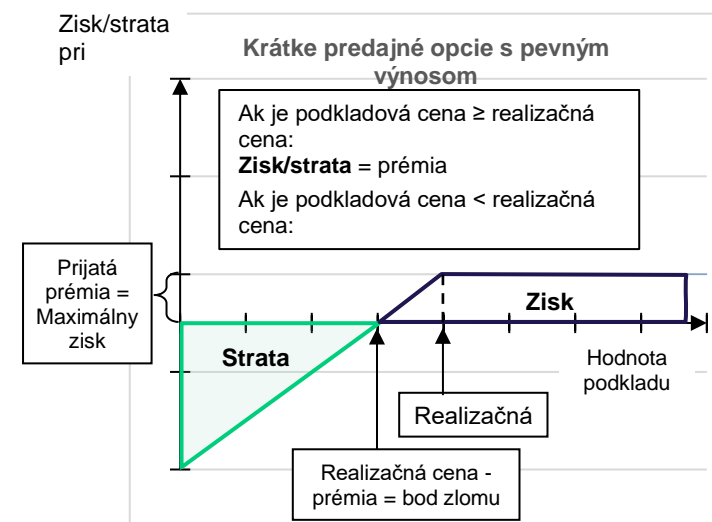 Zisk/strata
pri
Krátke predajné opcie s pevným
výnosom
Ak je podkladová cena ≥ realizačná
cena:
Zisk/strata = prémia
Ak je podkladová cena < realizačná
cena:
Prijatá
prémia =
Maximálny
zisk
Zisk
Strata
Hodnota
podkladu
Realizačná
Realizačná cena -
prémia = bod zlomu